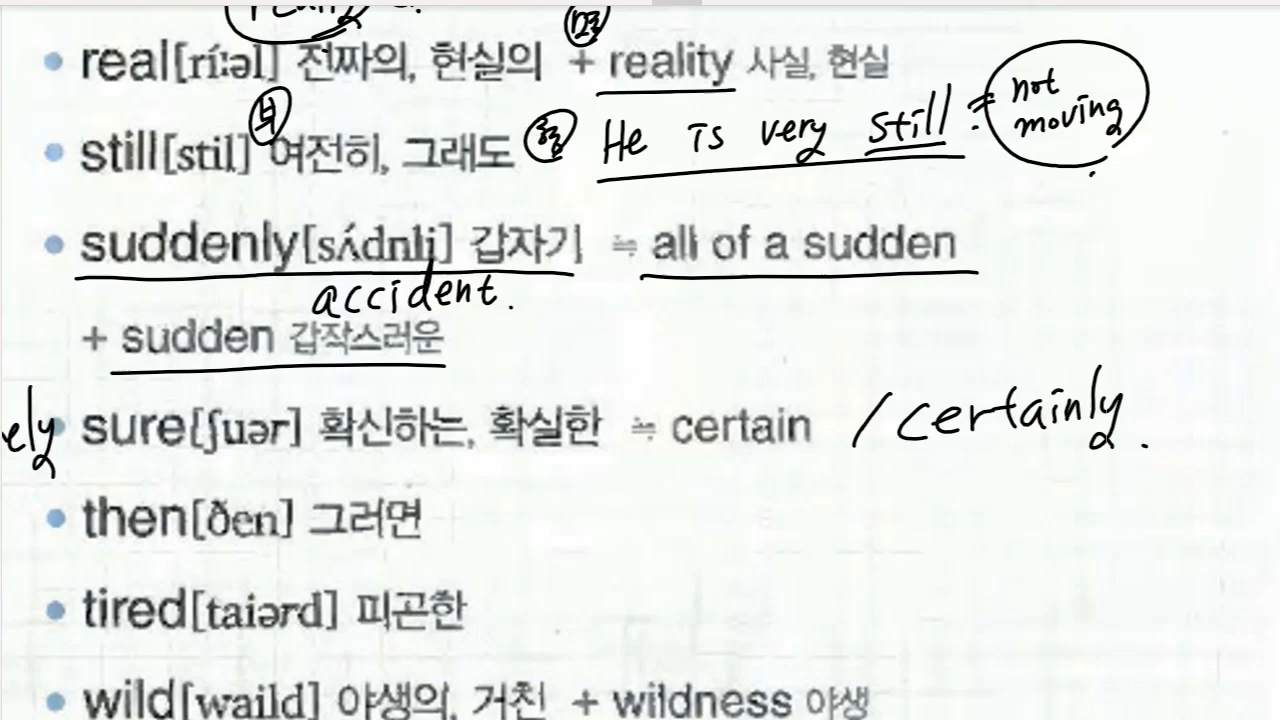 real[ríːəl] 전짜의, 현실의 + reality 사실, 현실
still[stil] 부 여전히, 그래도 형 He is very still = not moving.
suddenly[sʌ́dnli] 갑자기 ≒ all of a sudden
accident.
+ sudden 갑작스러운
ely sure[ʃuər] 확신하는, 확실한 ≒ certain / certainly.
then[ðen] 그러면
tired[taiərd] 피곤한
wild[waild] 야생의, 거친 + wildness 야생